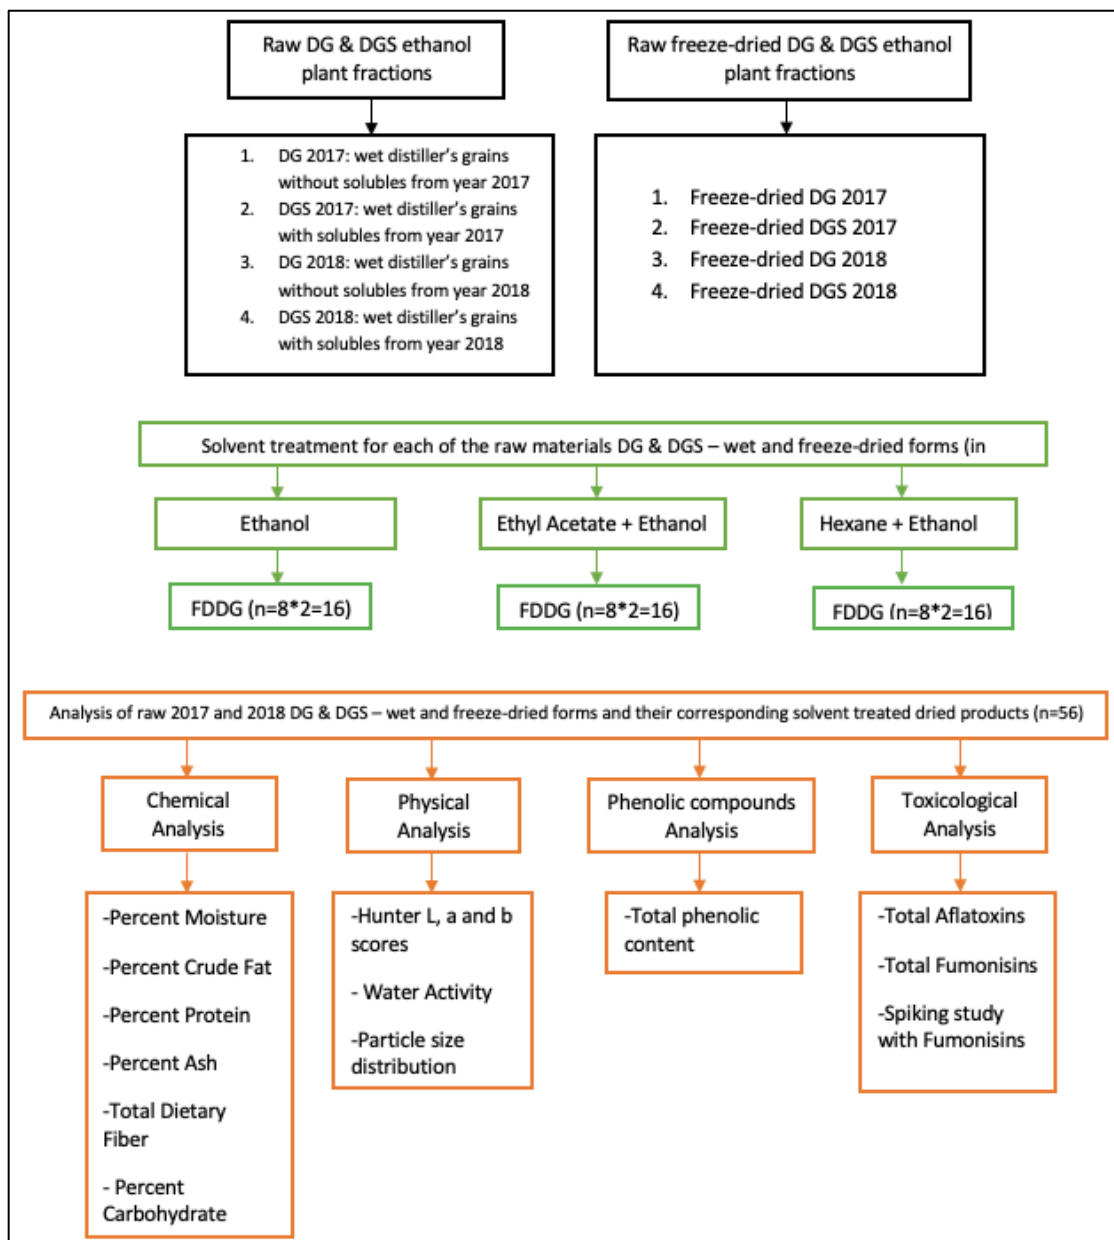 Raw DG & DGS ethanol
plant fractions
Raw freeze-dried DG & DGS ethanol
plant fractions
1. DG 2017: wet distiller's grains
without solubles from year 2017
2. DGS 2017: wet distiller's grains
with solubles from year 2017
3. DG 2018: wet distiller's grains
without solubles from year 2018
4. DGS 2018: wet distiller's grains
with solubles from year 2018
1. Freeze-dried DG 2017
2. Freeze-dried DGS 2017
3. Freeze-dried DG 2018
4. Freeze-dried DGS 2018
Solvent treatment for each of the raw materials DG & DGS – wet and freeze-dried forms (in
Ethanol
Ethyl Acetate + Ethanol
Hexane + Ethanol
FDDG (n=8*2=16)
FDDG (n=8*2=16)
FDDG (n=8*2=16)
Analysis of raw 2017 and 2018 DG & DGS – wet and freeze-dried forms and their corresponding solvent treated dried products (n=56)
Chemical
Analysis
Physical
Analysis
Phenolic compounds
Analysis
Toxicological
Analysis
-Percent Moisture
-Percent Crude Fat
-Percent Protein
-Percent Ash
-Total Dietary
Fiber
- Percent
Carbohydrate
-Hunter L, a and b
scores
- Water Activity
-Particle size
distribution
-Total phenolic
content
-Total Aflatoxins
-Total Fumonisins
-Spiking study
with Fumonisins